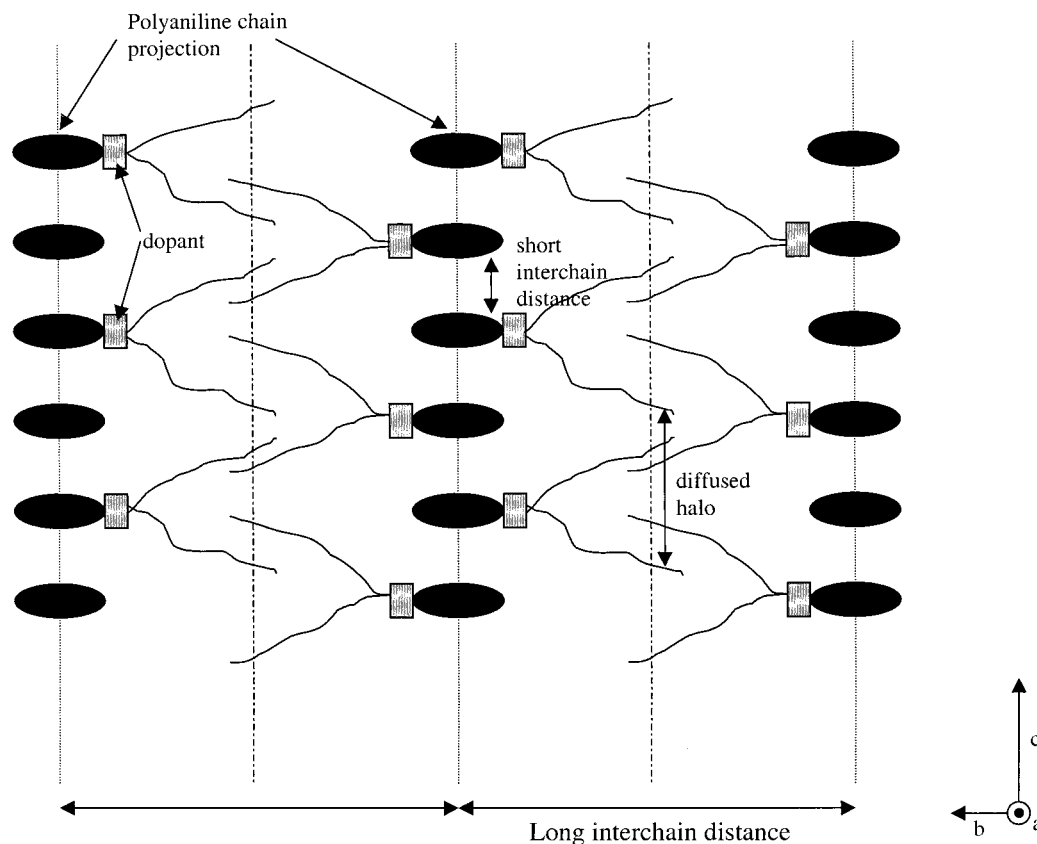 Polyaniline chain
projection
dopant
short
interchain
distance
diffused
halo
Long interchain distance
c
b
a